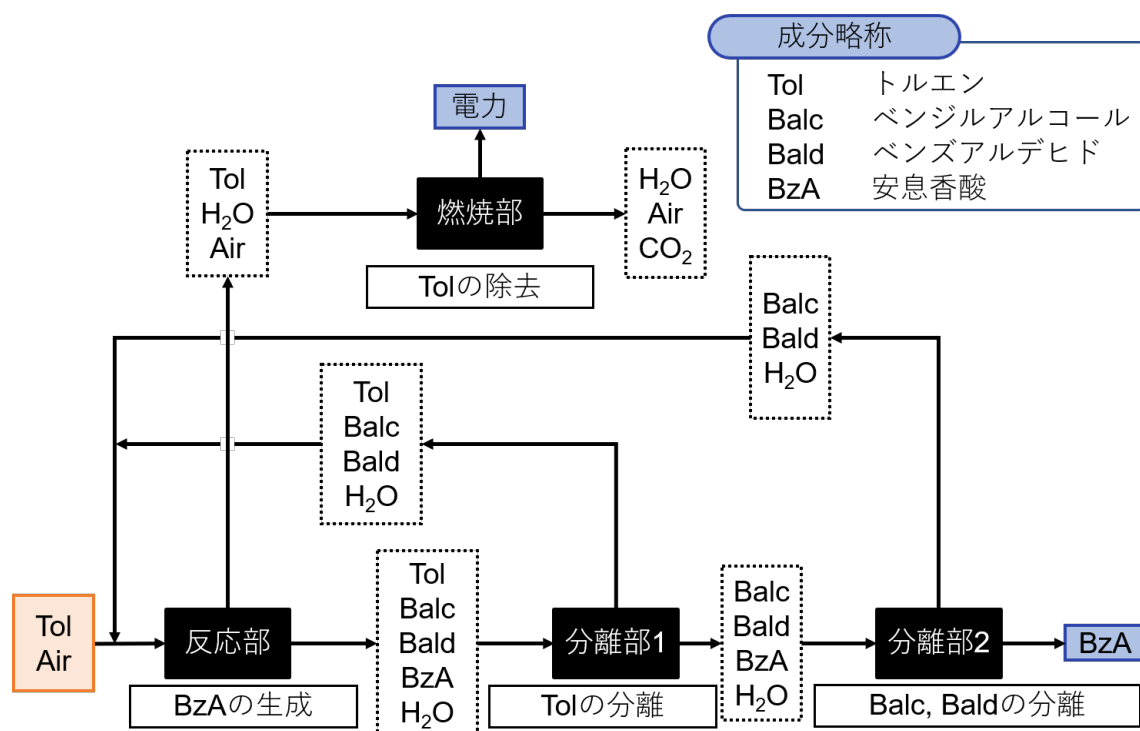 成分略称
Tol トルエン
Balc ベンジルアルコール
Bald ベンズアルデヒド
BzA 安息香酸
電力
Tol
H₂O
Air
燃焼部
H₂O
Air
CO₂
Tolの除去
Balc
Bald
H₂O
Tol
Balc
Bald
H₂O
Tol
Air
反応部
BzAの生成
Tol
Balc
Bald
BzA
H₂O
分離部1
Tolの分離
Balc
Bald
BzA
H₂O
分離部2
Balc, Baldの分離
BzA